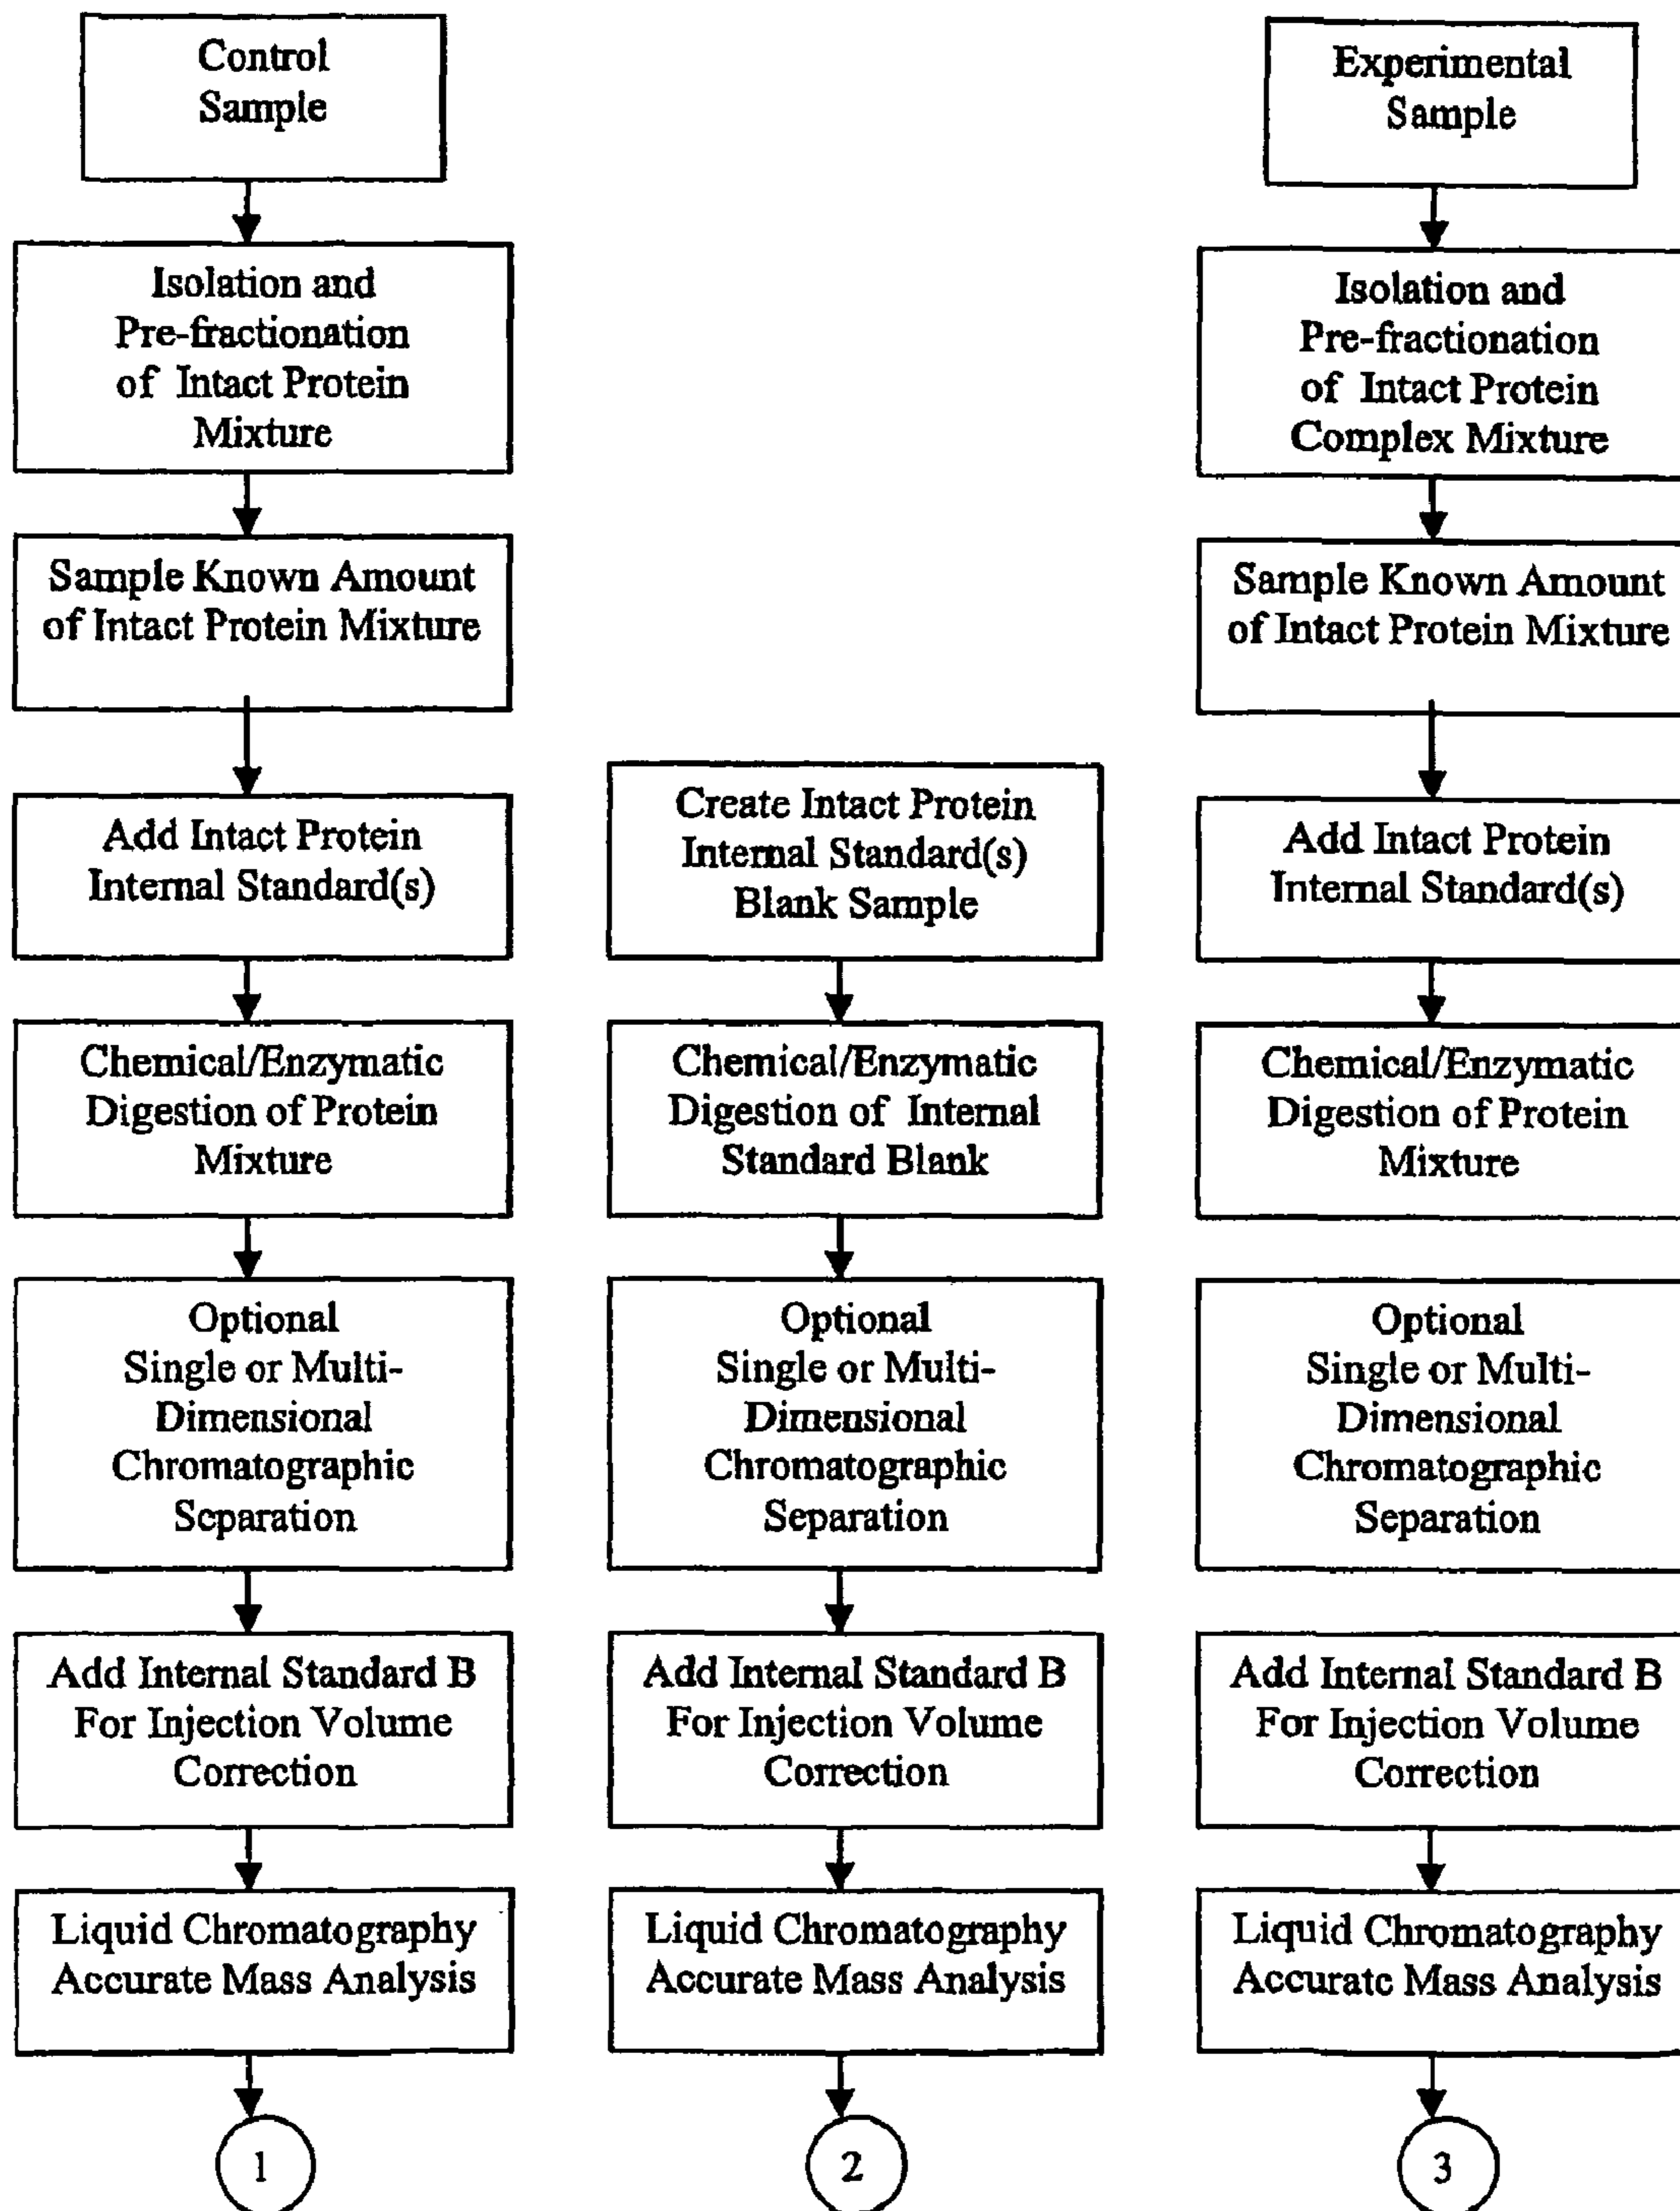 Control
Sample
Isolation and
Pre-fractionation
of Intact Protein
Mixture
Sample Known Amount
of Intact Protein Mixture
Add Intact Protein
Internal Standard(s)
Chemical/Enzymatic
Digestion of Protein
Mixture
Optional
Single or Multi-
Dimensional
Chromatographic
Separation
Add Internal Standard B
For Injection Volume
Correction
Liquid Chromatography
Accurate Mass Analysis
1
Create Intact Protein
Internal Standard(s)
Blank Sample
Chemical/Enzymatic
Digestion of Internal
Standard Blank
Optional
Single or Multi-
Dimensional
Chromatographic
Separation
Add Internal Standard B
For Injection Volume
Correction
Liquid Chromatography
Accurate Mass Analysis
2
Experimental
Sample
Isolation and
Pre-fractionation
of Intact Protein
Complex Mixture
Sample Known Amount
of Intact Protein Mixture
Add Intact Protein
Internal Standard(s)
Chemical/Enzymatic
Digestion of Protein
Mixture
Optional
Single or Multi-
Dimensional
Chromatographic
Separation
Add Internal Standard B
For Injection Volume
Correction
Liquid Chromatography
Accurate Mass Analysis
3